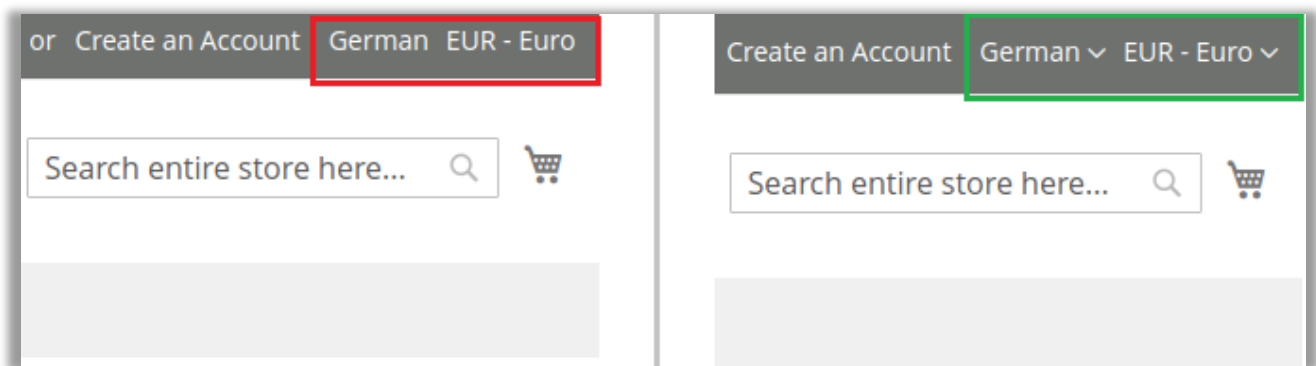 or Create an Account German EUR - Euro
Search entire store here...
Create an Account German EUR - Euro
Search entire store here...